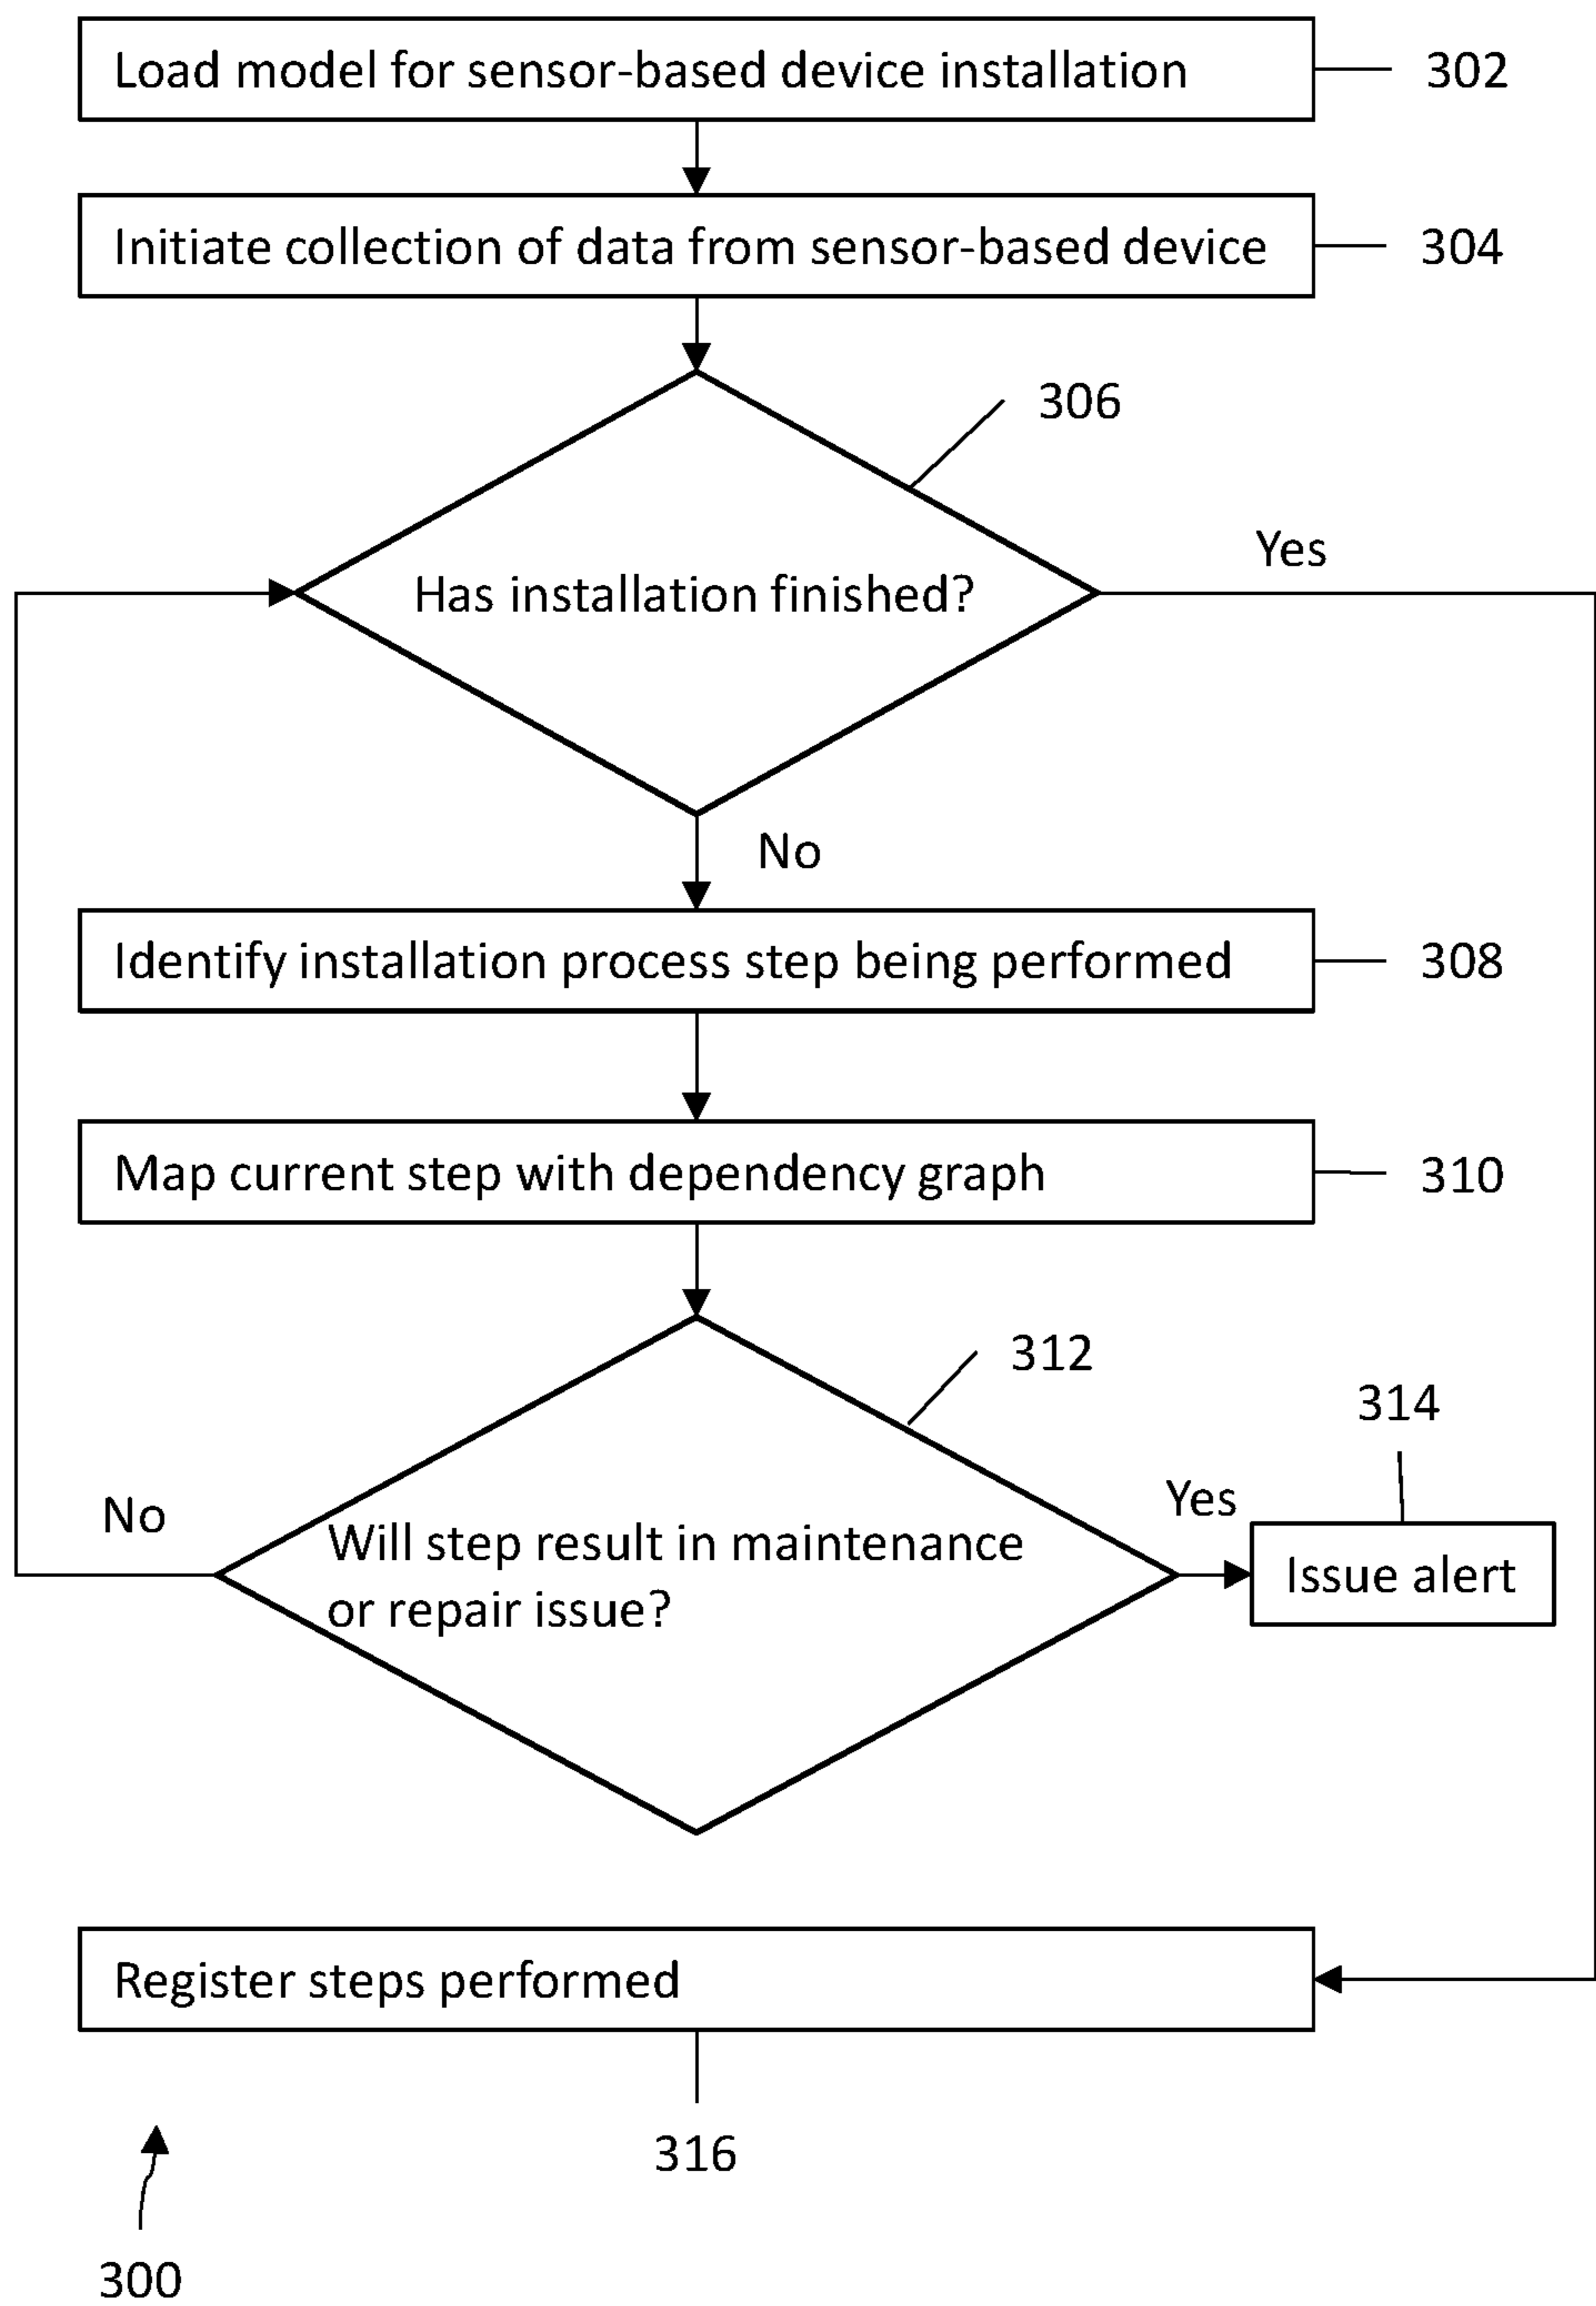 Load model for sensor-based device installation
302
Initiate collection of data from sensor-based device
304
306
Yes
Has installation finished?
No
Identify installation process step being performed
308
Map current step with dependency graph
310
312
314
No
Yes
Will step result in maintenance
or repair issue?
Issue alert
Register steps performed
316
300